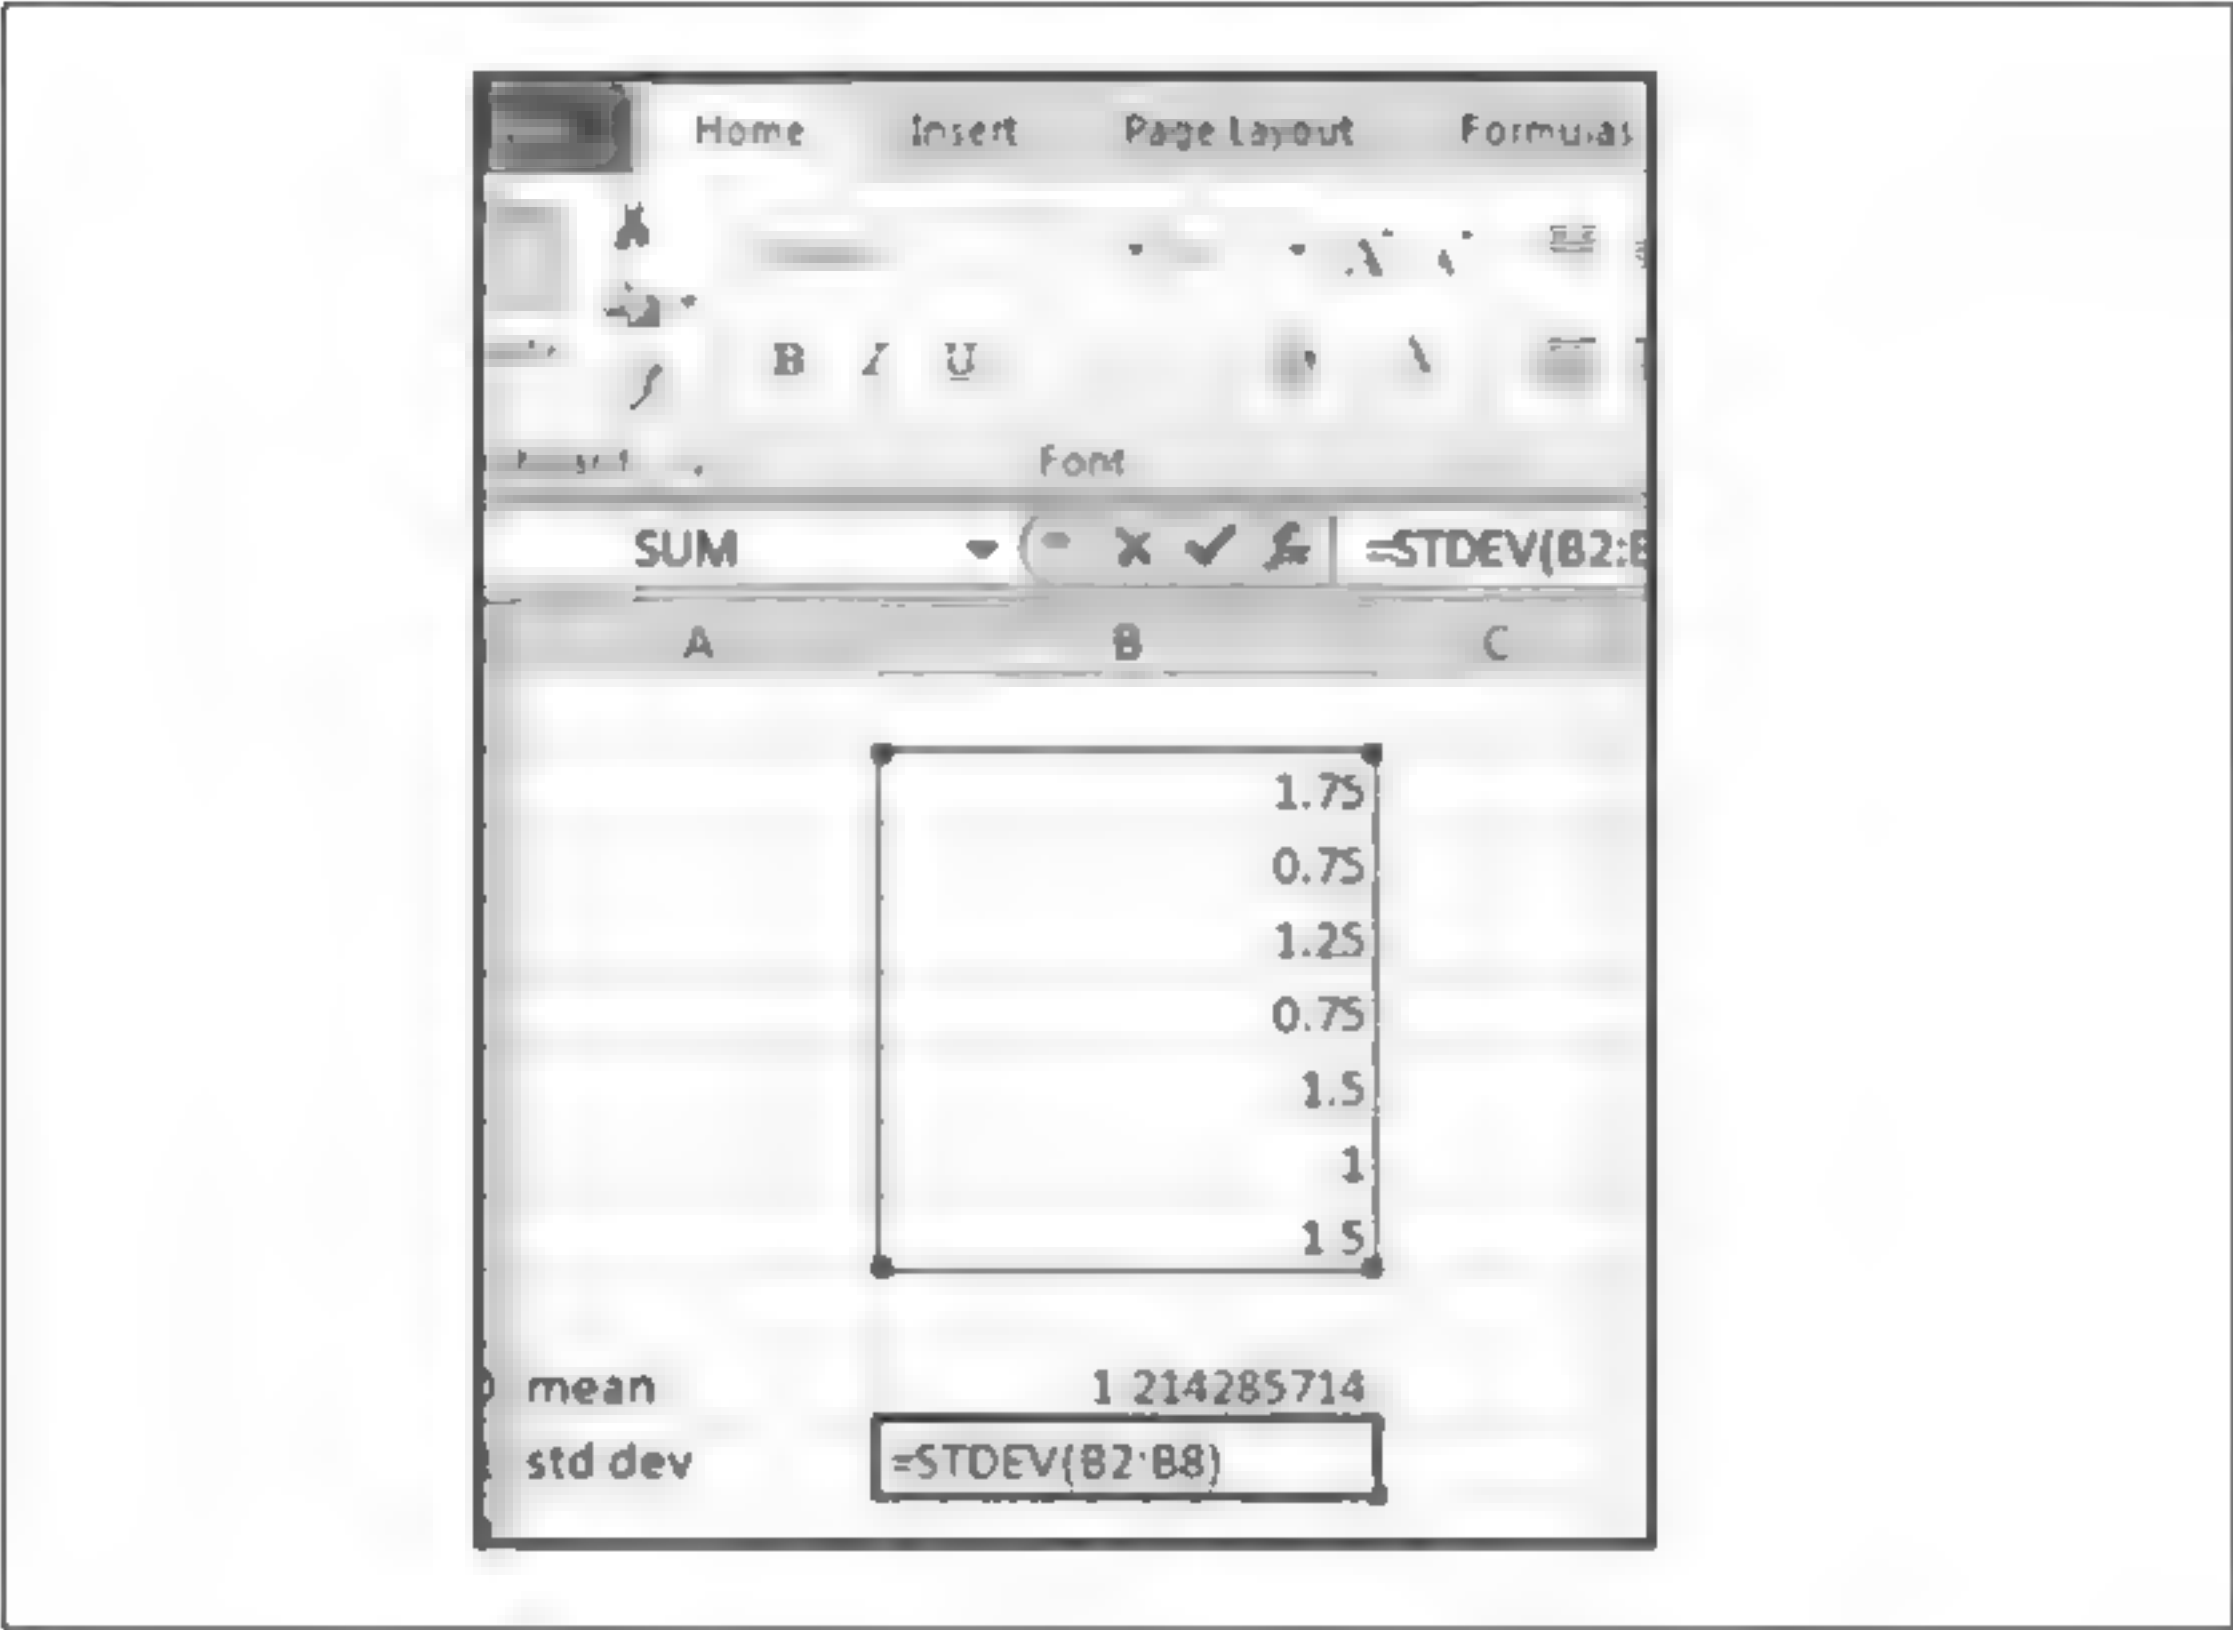 Home Insert Page Layout Formulas
B I U
Font
SUM =STDEV(B2:B
A B C
1.75
0.75
1.25
0.75
1.5
1
1.5
mean 1.214285714
std dev =STDEV(B2:B8)